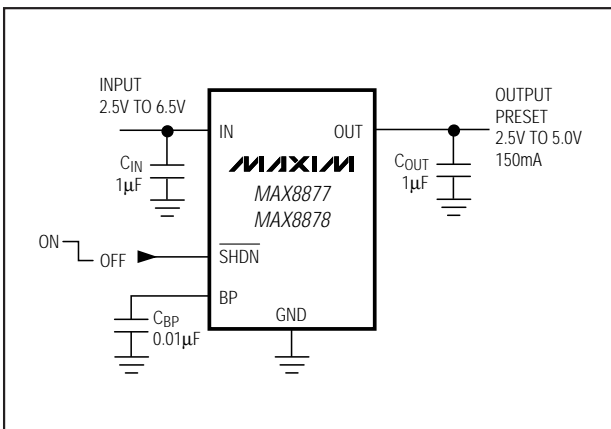 INPUT
2.5V TO 6.5V
IN
OUT
OUTPUT
PRESET
2.5V TO 5.0V
150mA
CIN
1µF
MAXIM
MAX8877
MAX8878
COUT
1µF
ON
OFF
SHDN
BP
CBP
0.01µF
GND